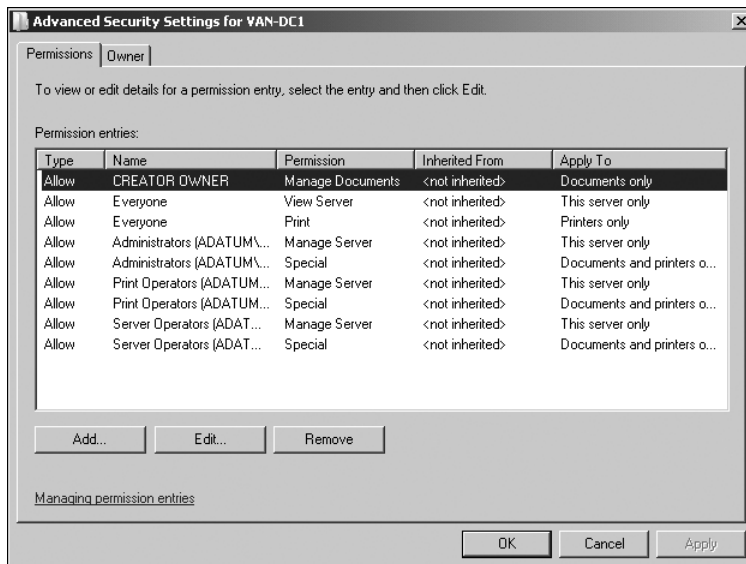 Advanced Security Settings for VAN-DC1
Permissions Owner
To view or edit details for a permission entry, select the entry and then click Edit.
Permission entries:
Type Name Permission Inherited From Apply To
Allow CREATOR OWNER Manage Documents <not inherited> Documents only
Allow Everyone View Server <not inherited> This server only
Allow Everyone Print <not inherited> Printers only
Allow Administrators (ADATUM\... Manage Server <not inherited> This server only
Allow Administrators (ADATUM\... Special <not inherited> Documents and printers o...
Allow Print Operators (ADATUM... Manage Server <not inherited> This server only
Allow Print Operators (ADATUM... Special <not inherited> Documents and printers o...
Allow Server Operators (ADAT... Manage Server <not inherited> This server only
Allow Server Operators (ADAT... Special <not inherited> Documents and printers o...
Add... Edit... Remove
Managing permission entries
OK Cancel Apply